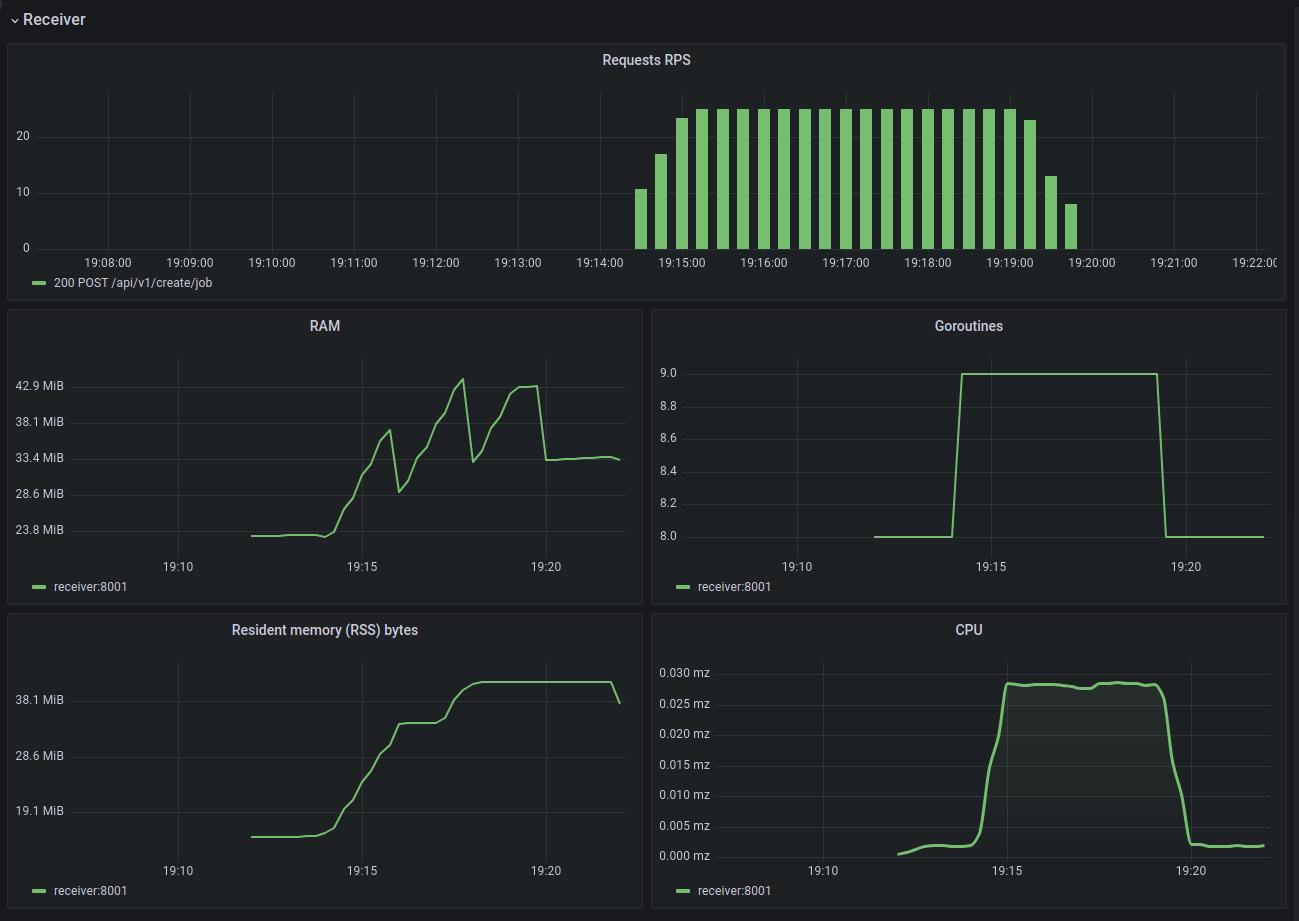 Receiver
Requests RPS
20
10
0
19:08:00 19:09:00 19:10:00 19:11:00 19:12:00 19:13:00 19:14:00 19:15:00 19:16:00 19:17:00 19:18:00 19:19:00 19:20:00 19:21:00 19:22:00
200 POST /api/v1/create/job
RAM
42.9 MiB
38.1 MiB
33.4 MiB
28.6 MiB
23.8 MiB
19:10 19:15 19:20
receiver:8001
Goroutines
9.0
8.8
8.6
8.4
8.2
8.0
19:10 19:15 19:20
receiver:8001
Resident memory (RSS) bytes
38.1 MiB
28.6 MiB
19.1 MiB
19:10 19:15 19:20
receiver:8001
CPU
0.030 mz
0.025 mz
0.020 mz
0.015 mz
0.010 mz
0.005 mz
0.000 mz
19:10 19:15 19:20
receiver:8001